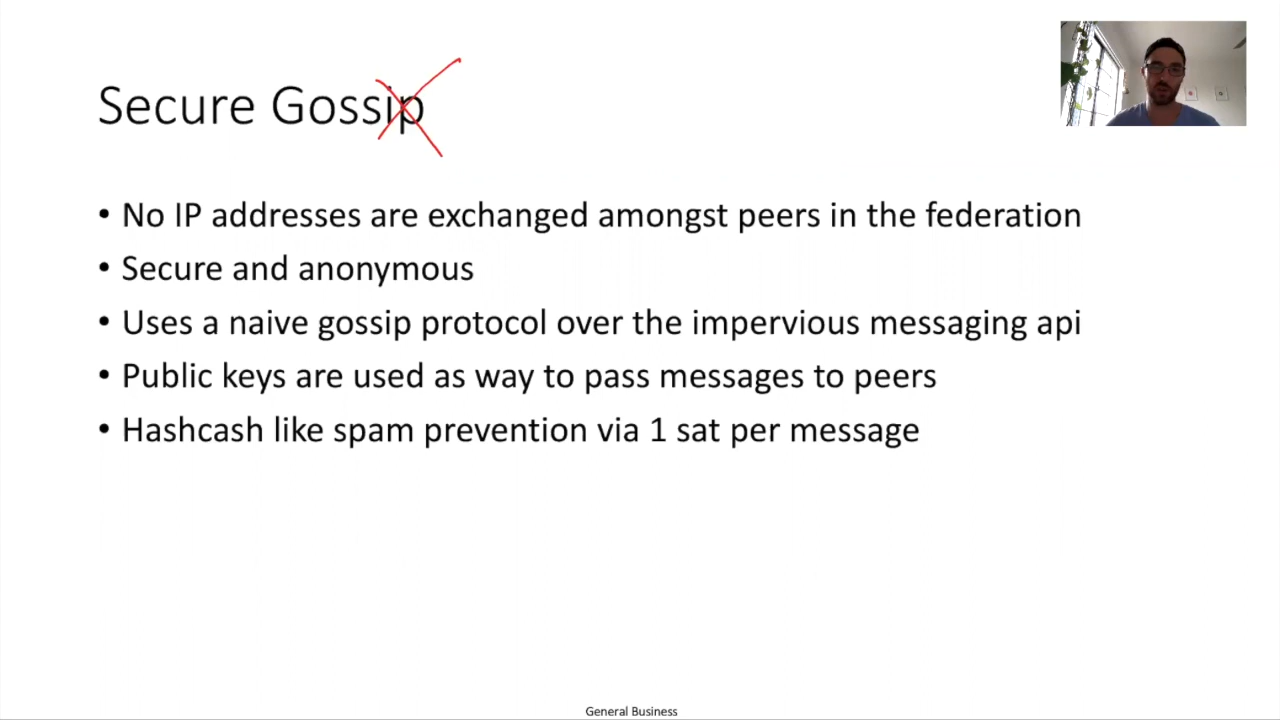 Secure Gossip
• No IP addresses are exchanged amongst peers in the federation
• Secure and anonymous
• Uses a naive gossip protocol over the impervious messaging api
• Public keys are used as way to pass messages to peers
• Hashcash like spam prevention via 1 sat per message
General Business